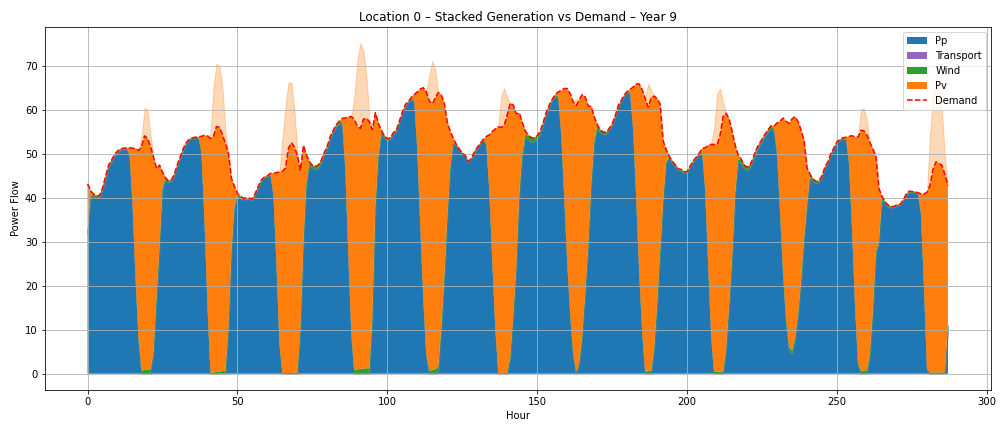 Location 0 – Stacked Generation vs Demand – Year 9
Pp
Transport
Wind
Pv
Demand
Power Flow
70
60
50
40
30
20
10
0
0 50 100 150 200 250 300
Hour